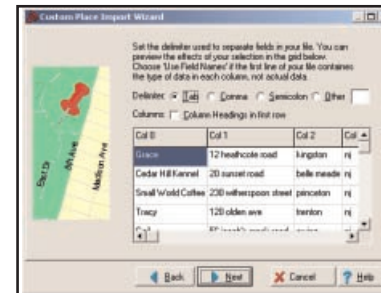 Custom Place Import Wizard
Set the delimiter used to separate fields in your file. You can
preview the effects of your selection in the grid below.
Choose 'Use Field Names' if the first line of your file containes
the type of data in each column, not actual data.
Delimiter: Tab Comma Semicolon Other
Columns: Column Headings in first row
Col 0 Col 1 Col 2 Col
Grace 12 heathcote road kingston nj
Cedar Hill Kennel 20 sunset road belle meade nj
Small World Coffee 230 witherspoon street princeton nj
Tracy 120 olden ave trenton nj
East Dr
5th Ave
Madison Ave
Back Next Cancel Help